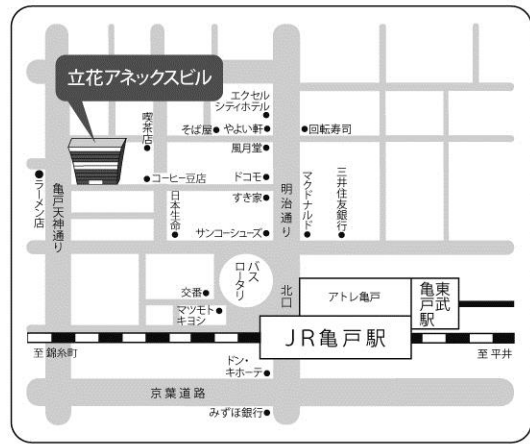 立花アネックスビル
エクセル
シティホテル
喫茶店
そば屋
やよい軒
回転寿司
風月堂
コーヒー豆店
ドコモ
ラーメン店
亀戸天神通り
日本生命
すき家
明治通り
マクドナルド
三井住友銀行
サンコーシューズ
バス
ロータリー
北口
交番
マツモト
キヨシ
アトレ亀戸
東武
亀戸駅
JR亀戸駅
至 錦糸町
至 平井
ドン・
キホーテ
京葉道路
みずほ銀行